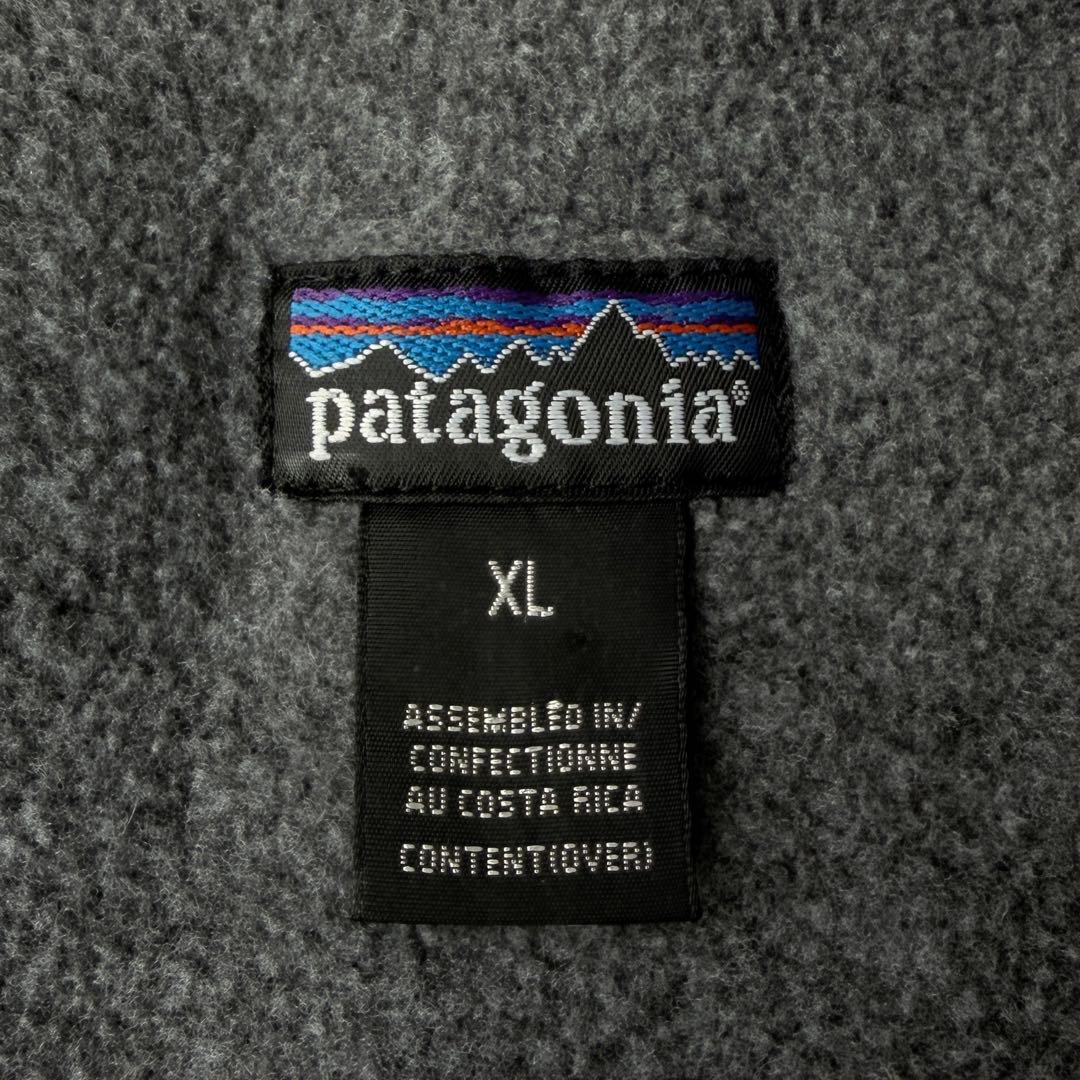 patagonia®
XL
ASSEMBLED IN/
CONFECTIONNE
AU COSTA RICA
CONTENT(OVER)